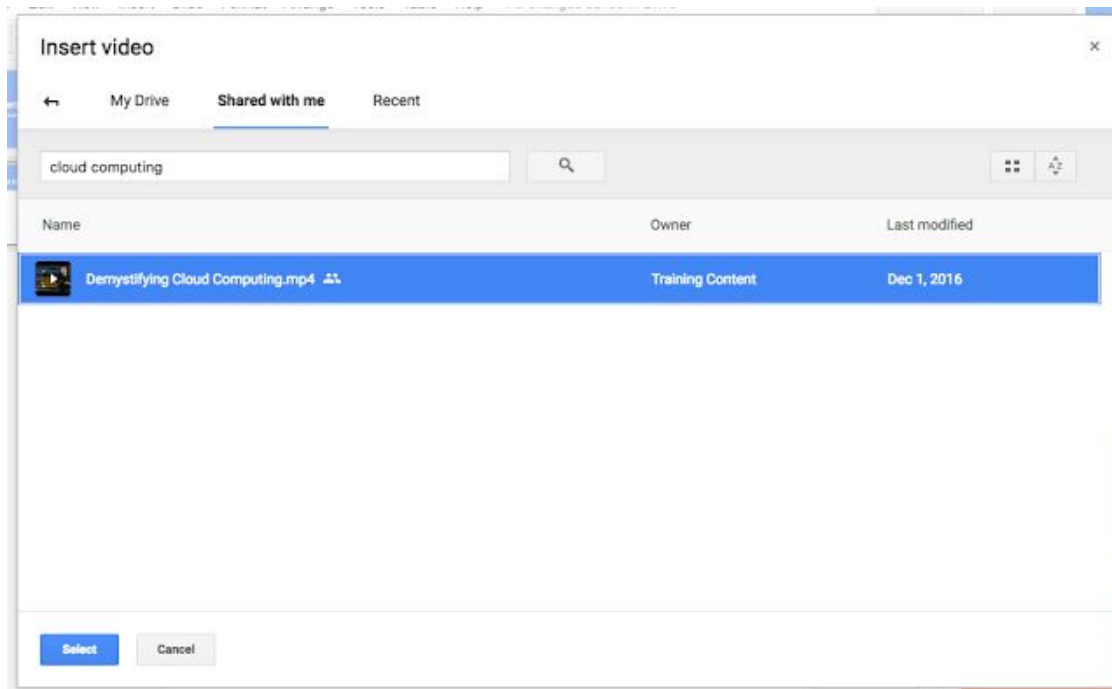 Insert video
My Drive Shared with me Recent
cloud computing
Name Owner Last modified
Demystifying Cloud Computing.mp4 Training Content Dec 1, 2016
Select Cancel